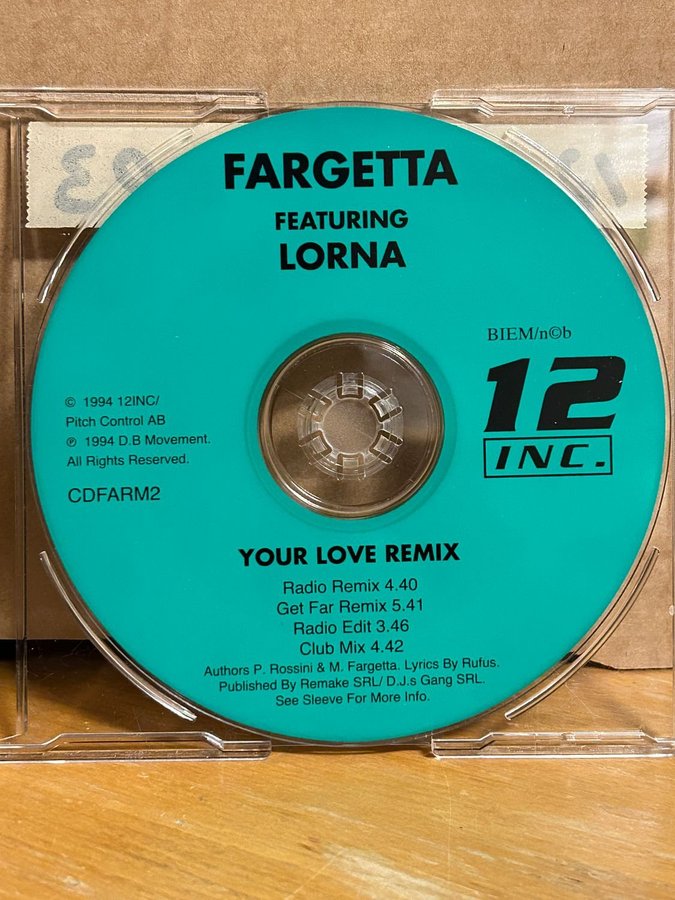 FARGETTA
FEATURING
LORNA
BIEM/n©b
12
INC.
© 1994 12INC/
Pitch Control AB
℗ 1994 D.B Movement.
All Rights Reserved.
CDFARM2
YOUR LOVE REMIX
Radio Remix 4.40
Get Far Remix 5.41
Radio Edit 3.46
Club Mix 4.42
Authors P. Rossini & M. Fargetta. Lyrics By Rufus.
Published By Remake SRL/ D.J.s Gang SRL.
See Sleeve For More Info.